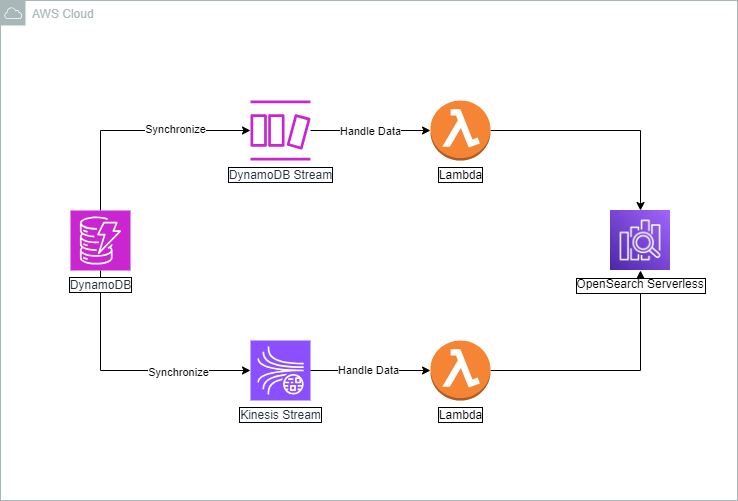 AWS Cloud
Synchronize
Handle Data
DynamoDB Stream
Lambda
DynamoDB
OpenSearch Serverless
Synchronize
Handle Data
Kinesis Stream
Lambda